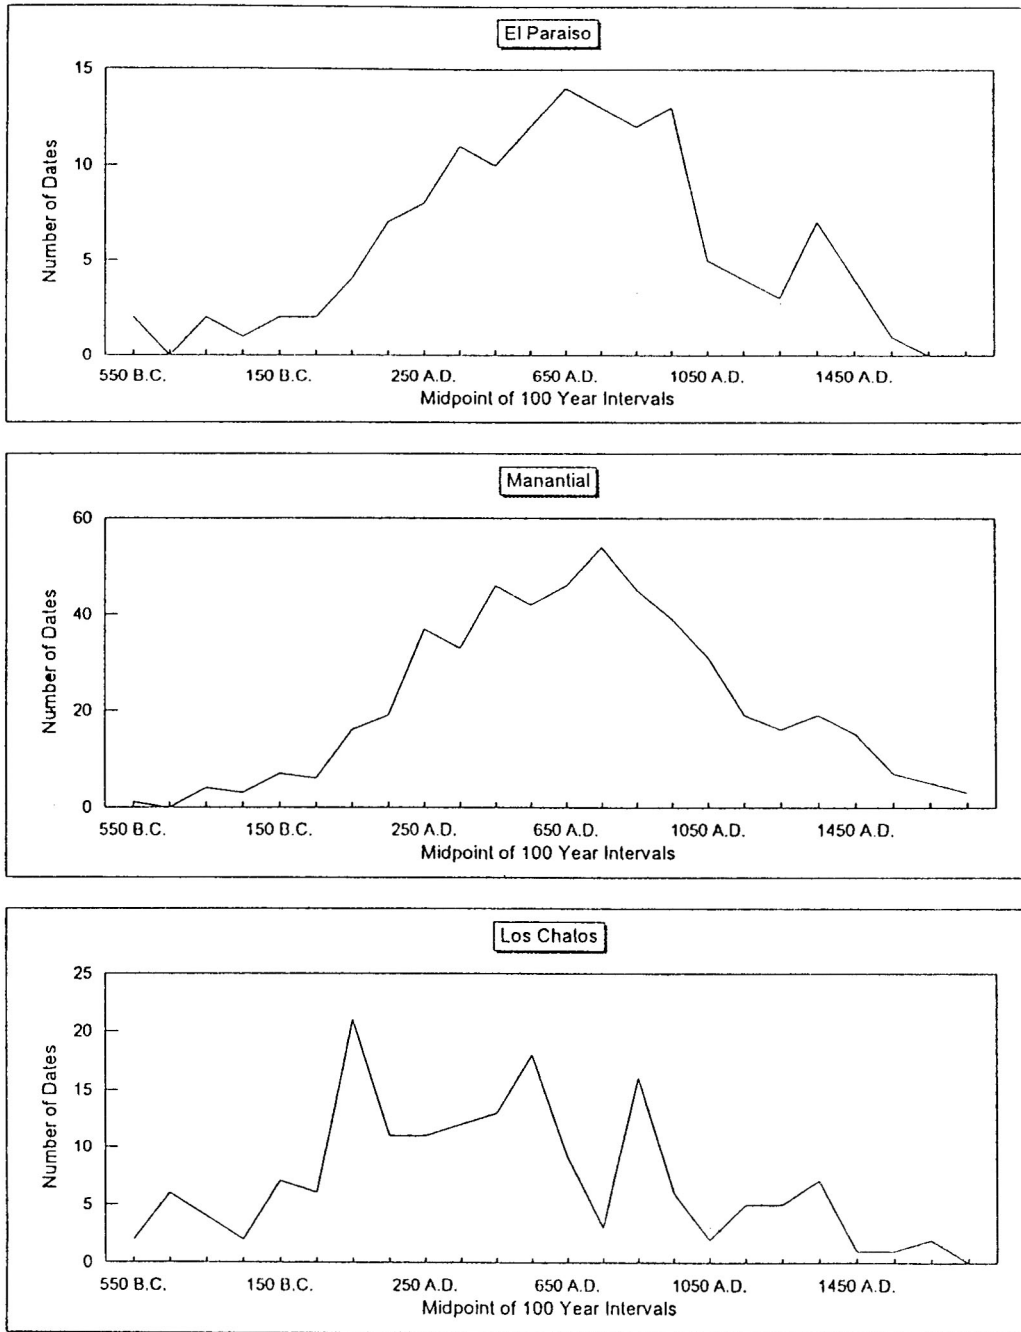 El Paraiso
15
10
5
0
Number of Dates
550 B.C. 150 B.C. 250 A.D. 650 A.D. 1050 A.D. 1450 A.D.
Midpoint of 100 Year Intervals
Manantial
60
40
20
0
Number of Dates
550 B.C. 150 B.C. 250 A.D. 650 A.D. 1050 A.D. 1450 A.D.
Midpoint of 100 Year Intervals
Los Chalos
25
20
15
10
5
0
Number of Dates
550 B.C. 150 B.C. 250 A.D. 650 A.D. 1050 A.D. 1450 A.D.
Midpoint of 100 Year Intervals